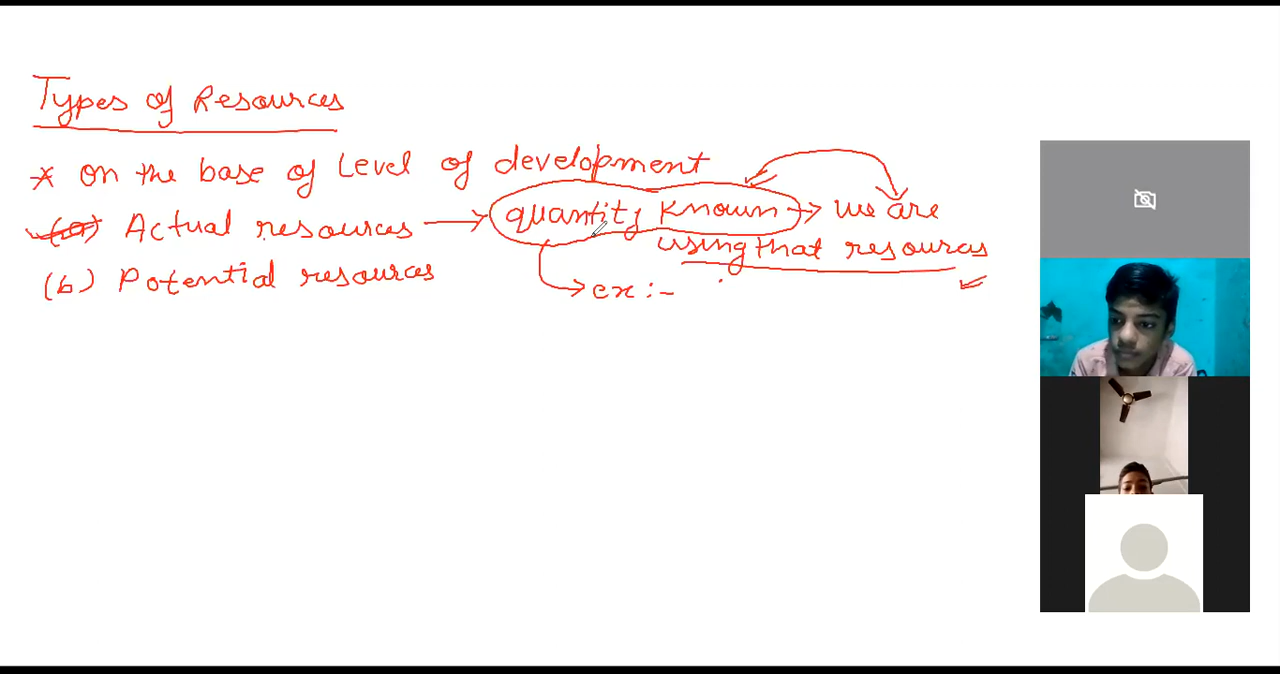 Types of Resources
* on the base of Level of development
(a) Actual resources → quantity known → we are
using that resources
(b) Potential resources
→ ex :-